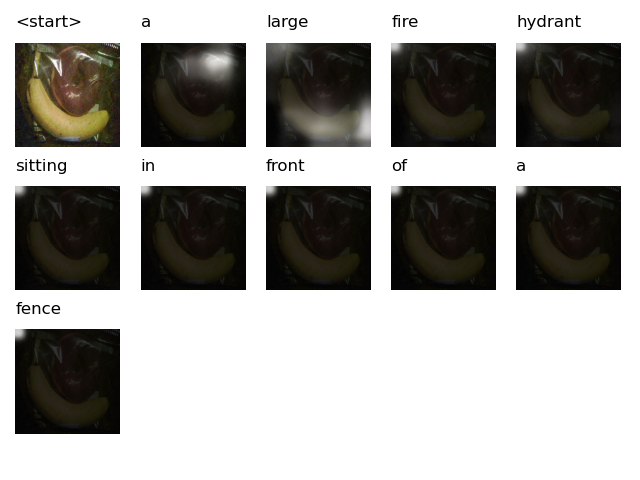 <start> a large fire hydrant
sitting in front of a
fence